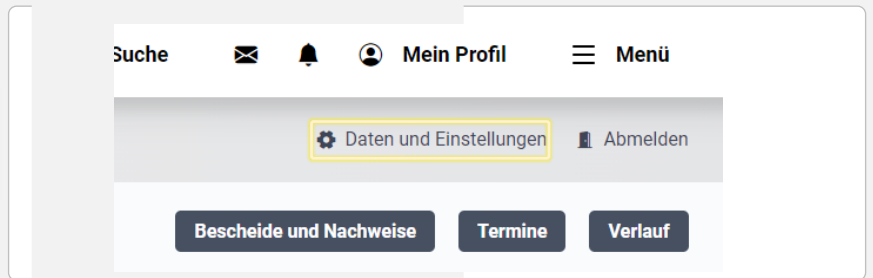 Suche Mein Profil Menü
Daten und Einstellungen Abmelden
Bescheide und Nachweise Termine Verlauf